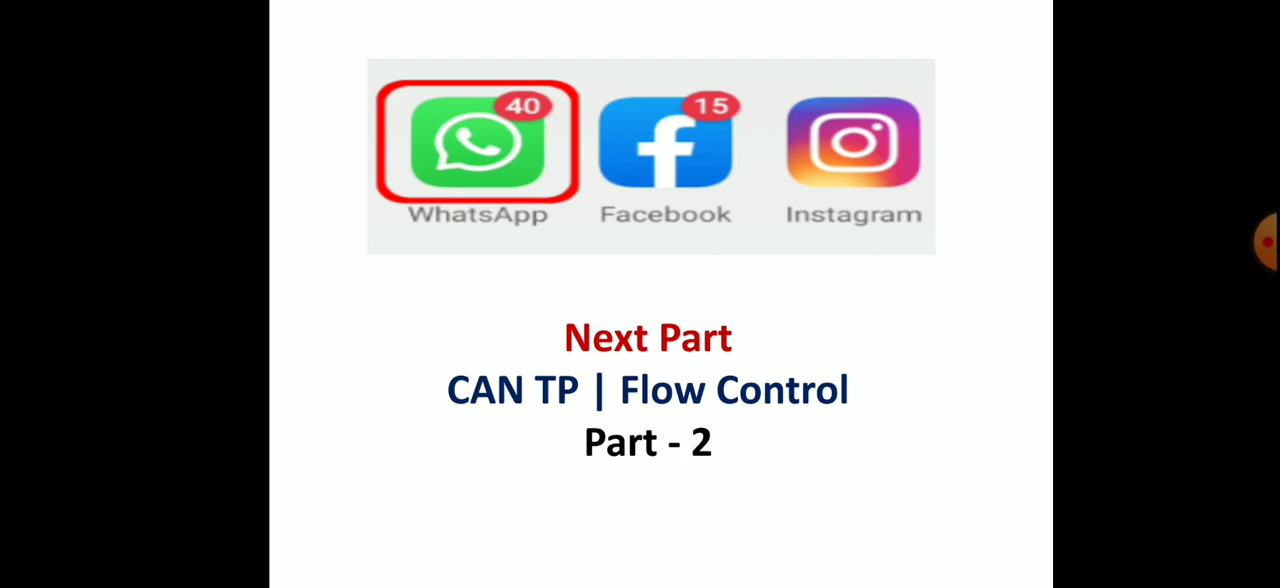 40 15
WhatsApp Facebook Instagram
Next Part
CAN TP | Flow Control
Part - 2